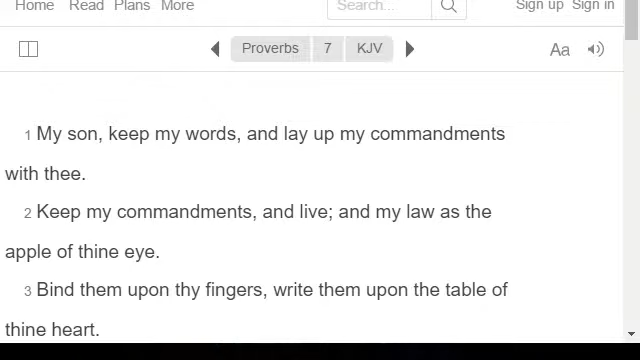 Home Read Plans More Search... Sign up Sign in
Proverbs 7 KJV Aa
1 My son, keep my words, and lay up my commandments
with thee.
2 Keep my commandments, and live; and my law as the
apple of thine eye.
3 Bind them upon thy fingers, write them upon the table of
thine heart.